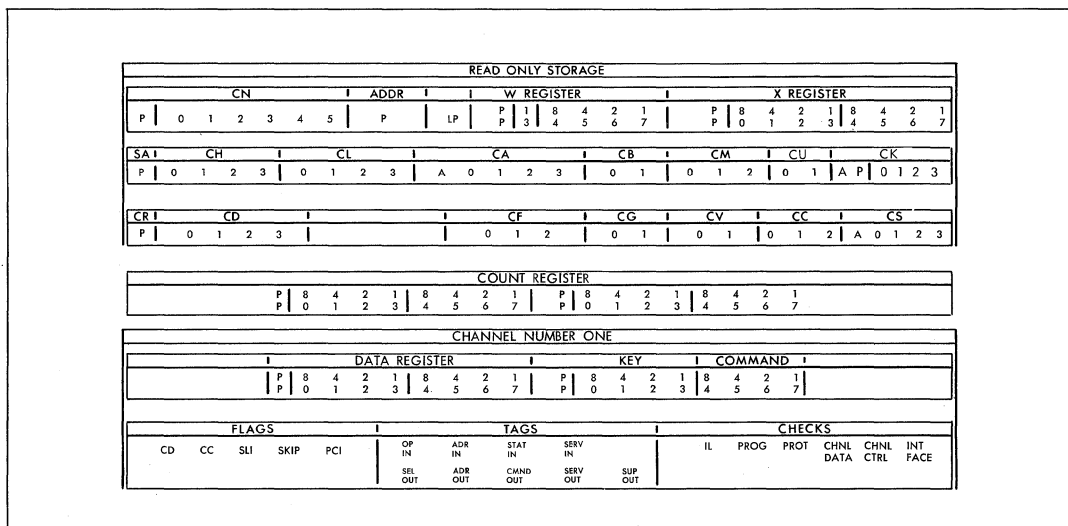 READ ONLY STORAGE
CN ADDR W REGISTER X REGISTER
P 1 8 4 2 1 P 8 4 2 1 8 4 2 1
P 0 1 2 3 4 5 P LP P 3 4 5 6 7 P 0 1 2 3 4 5 6 7
SA CH CL CA CB CM CU CK
P 0 1 2 3 0 1 2 3 A 0 1 2 3 0 1 0 1 2 0 1 A P 0 1 2 3
CR CD CF CG CV CC CS
P 0 1 2 3 0 1 2 0 1 0 1 0 1 2 A 0 1 2 3
COUNT REGISTER
P 8 4 2 1 8 4 2 1 P 8 4 2 1 8 4 2 1
P 0 1 2 3 4 5 6 7 P 0 1 2 3 4 5 6 7
CHANNEL NUMBER ONE
DATA REGISTER KEY COMMAND
P 8 4 2 1 8 4 2 1 P 8 4 2 1 8 4 2 1
P 0 1 2 3 4 5 6 7 P 0 1 2 3 4 5 6 7
FLAGS TAGS CHECKS
CD CC SLI SKIP PCI OP ADR STAT SERV IL PROG PROT CHNL CHNL INT
IN IN IN IN DATA CTRL FACE
SEL ADR CMND SERV SUP
OUT OUT OUT OUT OUT